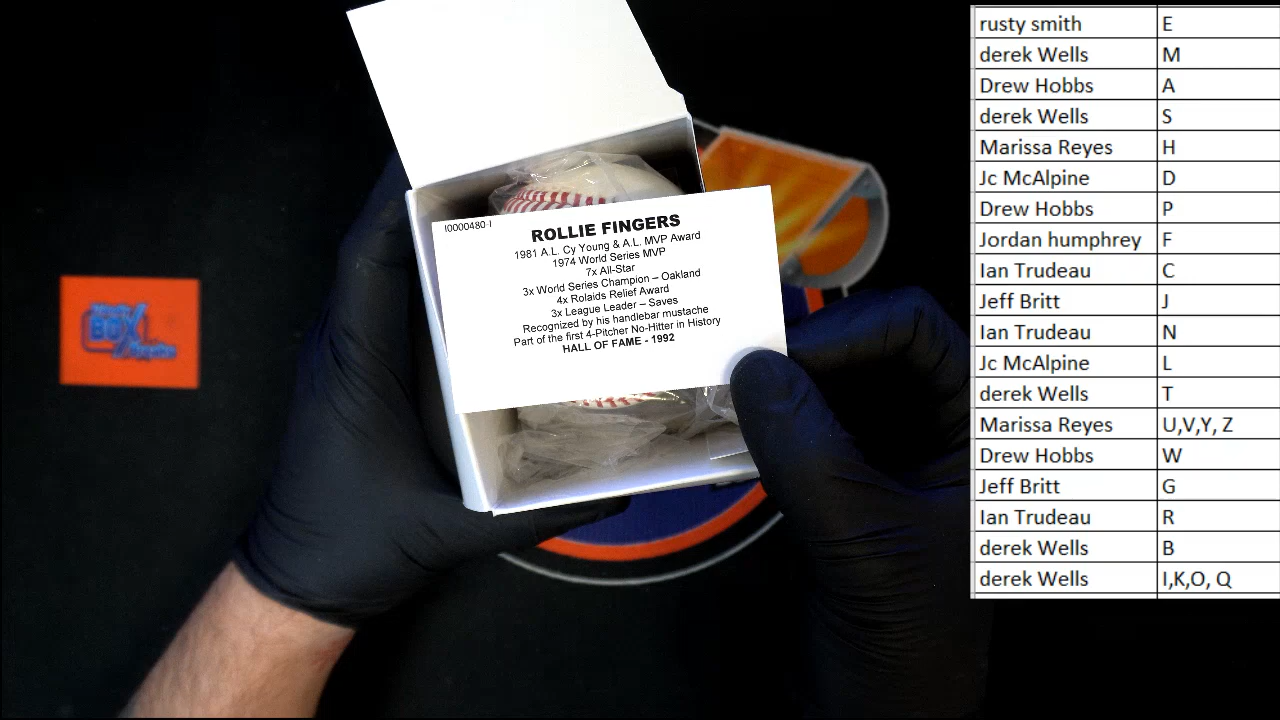 I0000480-I
ROLLIE FINGERS
1981 A.L. Cy Young & A.L. MVP Award
1974 World Series MVP
7x All-Star
3x World Series Champion – Oakland
4x Rolaids Relief Award
3x League Leader – Saves
Recognized by his handlebar mustache
Part of the first 4-Pitcher No-Hitter in History
HALL OF FAME - 1992
BOX
rusty smith E
derek Wells M
Drew Hobbs A
derek Wells S
Marissa Reyes H
Jc McAlpine D
Drew Hobbs P
Jordan humphrey F
Ian Trudeau C
Jeff Britt J
Ian Trudeau N
Jc McAlpine L
derek Wells T
Marissa Reyes U,V,Y, Z
Drew Hobbs W
Jeff Britt G
Ian Trudeau R
derek Wells B
derek Wells I,K,O, Q